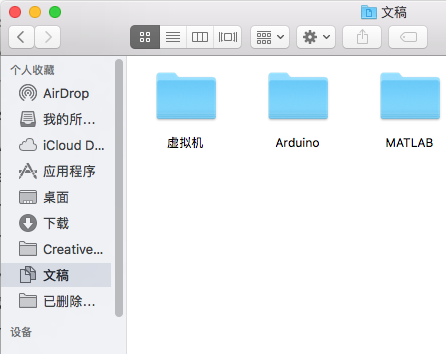 文稿
个人收藏
AirDrop
我的所…
iCloud D…
应用程序
桌面
下载
Creative…
文稿
已删除…
设备
虚拟机
Arduino
MATLAB